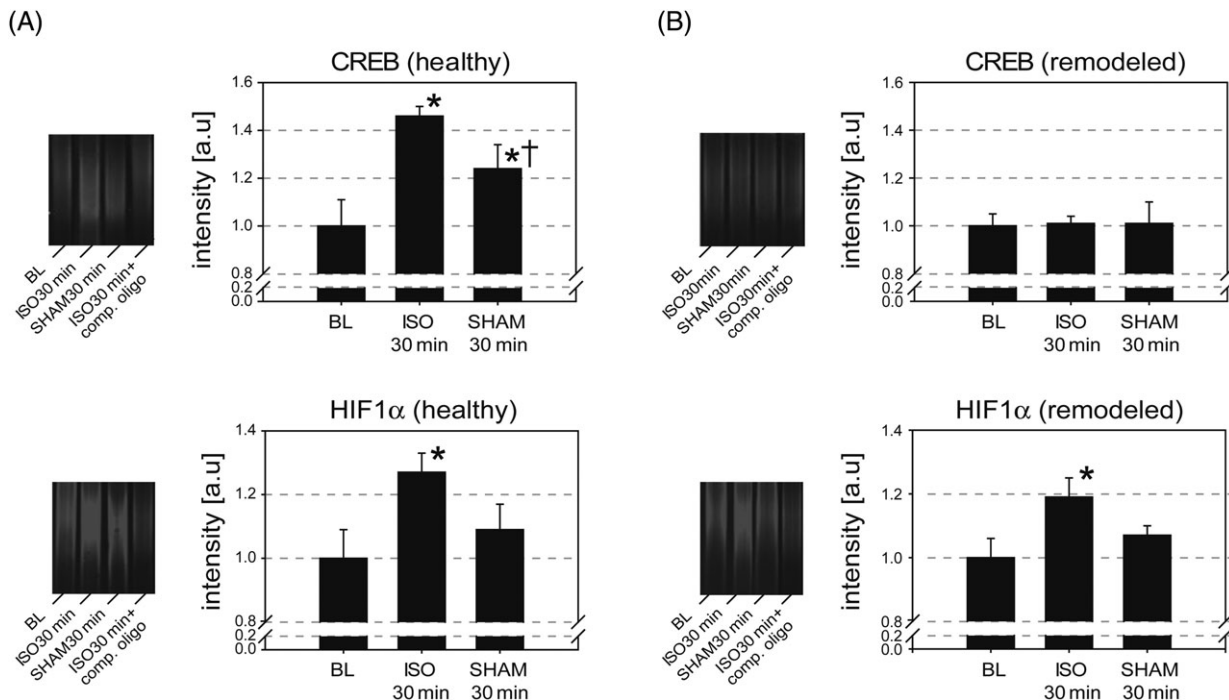 (A)
CREB (healthy)
intensity [a.u]
1.6
1.4
1.2
1.0
0.8
0.2
0.0
*
*†
BL
ISO
30 min
SHAM
30 min
BL
ISO30 min
SHAM30 min
ISO30 min+
comp. oligo
HIF1α (healthy)
intensity [a.u]
1.4
1.2
1.0
0.8
0.2
0.0
*
BL
ISO
30 min
SHAM
30 min
BL
ISO30 min
SHAM30 min
ISO30 min+
comp. oligo
(B)
CREB (remodeled)
intensity [a.u]
1.6
1.4
1.2
1.0
0.8
0.2
0.0
BL
ISO
30 min
SHAM
30 min
BL
ISO30min
SHAM30min
ISO30min+
comp. oligo
HIF1α (remodeled)
intensity [a.u]
1.4
1.2
1.0
0.8
0.2
0.0
*
BL
ISO
30 min
SHAM
30 min
BL
ISO30 min
SHAM30 min
ISO30 min+
comp. oligo